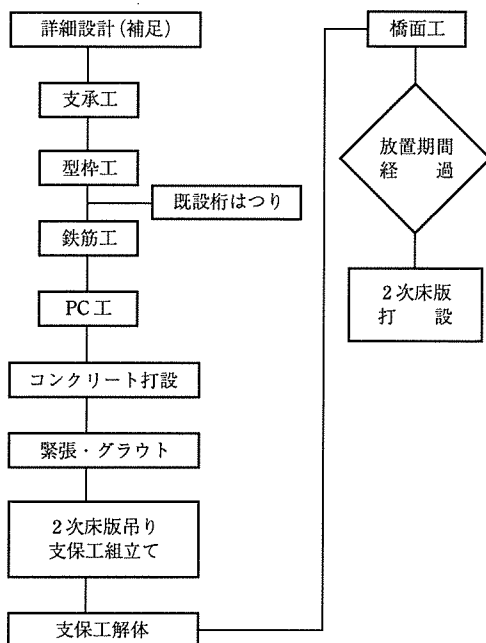 詳細設計(補足)
支承工
型枠工
既設桁はつり
鉄筋工
PC工
コンクリート打設
緊張・グラウト
2次床版吊り
支保工組立て
支保工解体
橋面工
放置期間
経　過
2次床版
打　設